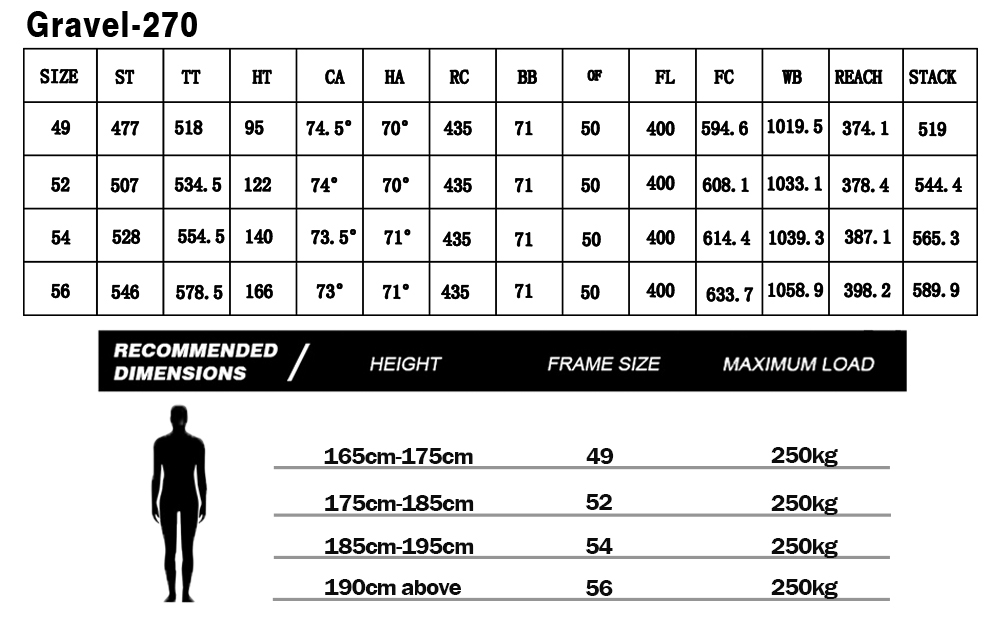 Gravel-270
SIZE ST TT HT CA HA RC BB OF FL FC WB REACH STACK
49 477 518 95 74.5° 70° 435 71 50 400 594.6 1019.5 374.1 519
52 507 534.5 122 74° 70° 435 71 50 400 608.1 1033.1 378.4 544.4
54 528 554.5 140 73.5° 71° 435 71 50 400 614.4 1039.3 387.1 565.3
56 546 578.5 166 73° 71° 435 71 50 400 633.7 1058.9 398.2 589.9
RECOMMENDED
DIMENSIONS / HEIGHT FRAME SIZE MAXIMUM LOAD
165cm-175cm 49 250kg
175cm-185cm 52 250kg
185cm-195cm 54 250kg
190cm above 56 250kg